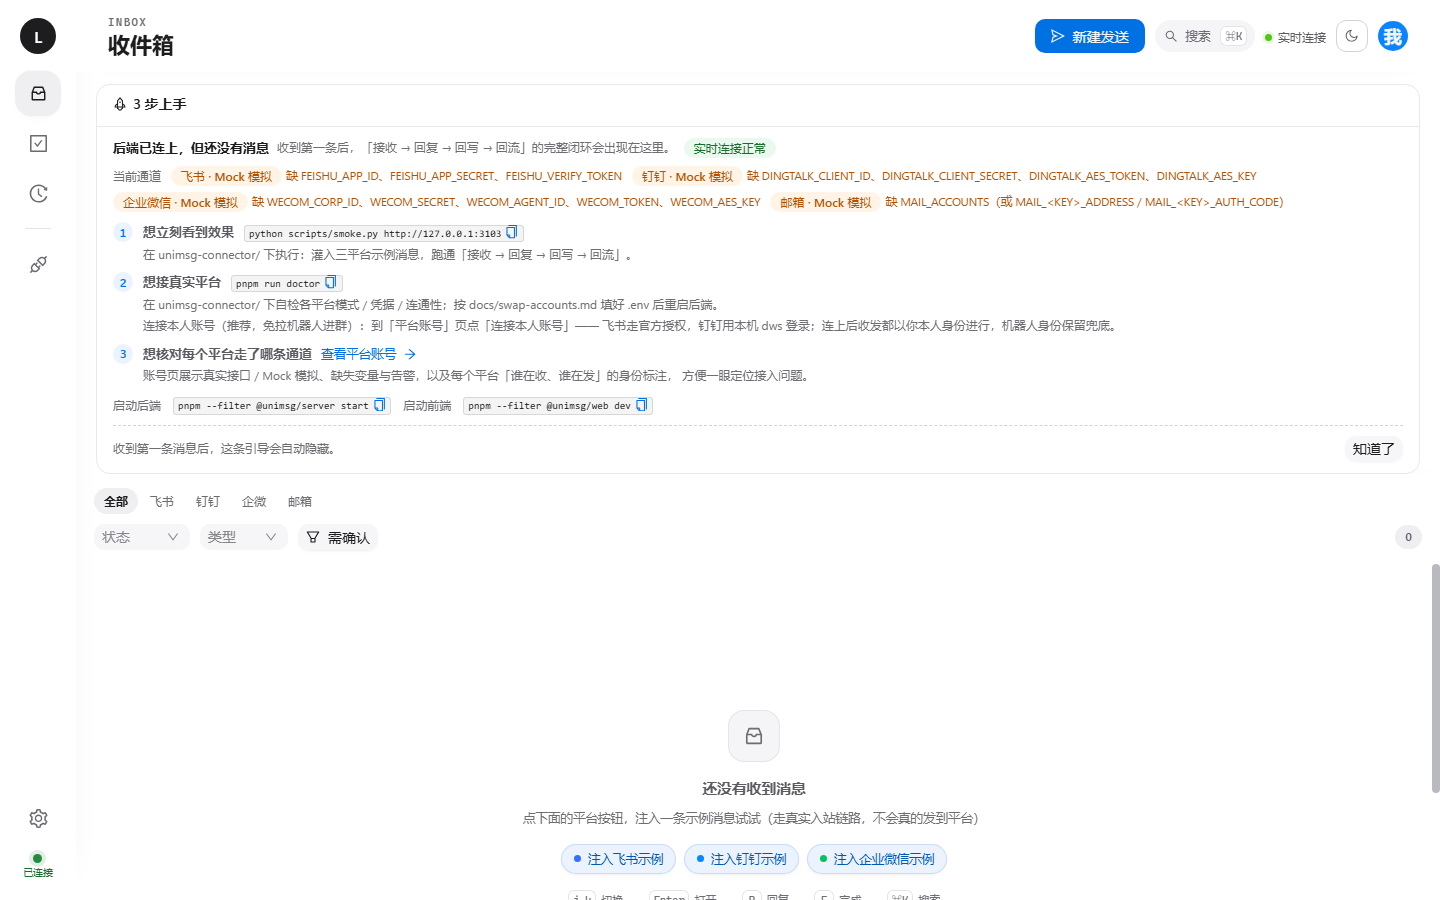 L
INBOX
收件箱
新建发送
搜索 ⌘K
实时连接
我
3 步上手
后端已连上，但还没有消息 收到第一条后，「接收 → 回复 → 回写 → 回流」的完整闭环会出现在这里。 实时连接正常
当前通道 飞书 · Mock 模拟 缺 FEISHU_APP_ID、FEISHU_APP_SECRET、FEISHU_VERIFY_TOKEN 钉钉 · Mock 模拟 缺 DINGTALK_CLIENT_ID、DINGTALK_CLIENT_SECRET、DINGTALK_AES_TOKEN、DINGTALK_AES_KEY
企业微信 · Mock 模拟 缺 WECOM_CORP_ID、WECOM_SECRET、WECOM_AGENT_ID、WECOM_TOKEN、WECOM_AES_KEY 邮箱 · Mock 模拟 缺 MAIL_ACCOUNTS（或 MAIL_<KEY>_ADDRESS / MAIL_<KEY>_AUTH_CODE）
1 想立刻看到效果 python scripts/smoke.py http://127.0.0.1:3103
在 unimsg-connector/ 下执行：灌入三平台示例消息，跑通「接收 → 回复 → 回写 → 回流」。
2 想接真实平台 pnpm run doctor
在 unimsg-connector/ 下自检各平台模式 / 凭据 / 连通性；按 docs/swap-accounts.md 填好 .env 后重启后端。
连接本人账号（推荐，免拉机器人进群）：到「平台账号」页点「连接本人账号」—— 飞书走官方授权，钉钉用本机 dws 登录；连上后收发都以你本人身份进行，机器人身份保留兜底。
3 想核对每个平台走了哪条通道 查看平台账号 →
账号页展示真实接口 / Mock 模拟、缺失变量与告警，以及每个平台「谁在收、谁在发」的身份标注， 方便一眼定位接入问题。
启动后端 pnpm --filter @unimsg/server start 启动前端 pnpm --filter @unimsg/web dev
收到第一条消息后，这条引导会自动隐藏。
知道了
全部 飞书 钉钉 企微 邮箱
状态 类型 需确认
0
还没有收到消息
点下面的平台按钮，注入一条示例消息试试（走真实入站链路，不会真的发到平台）
注入飞书示例 注入钉钉示例 注入企业微信示例
j k 切换 Enter 打开 R 回复 E 完成 ⌘K 搜索
已连接